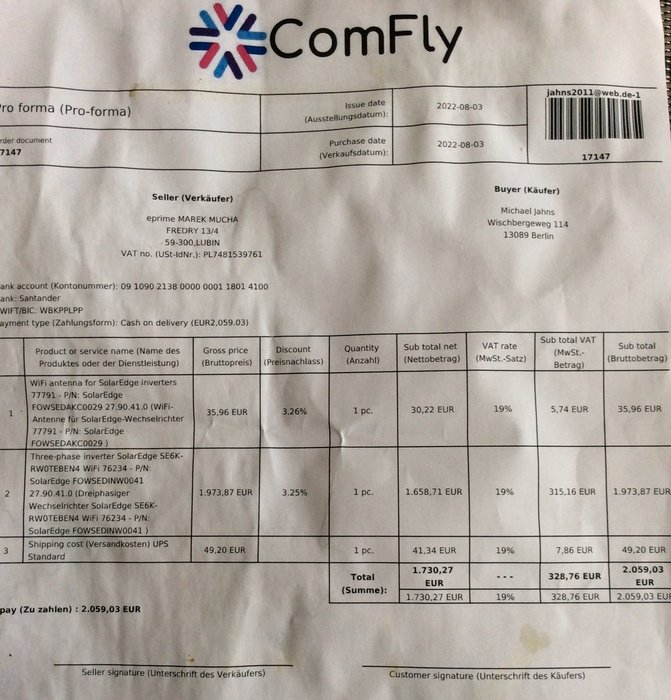 ComFly
ro forma (Pro-forma)
Issue date
(Ausstellungsdatum):
2022-08-03
jahns2011@web.de-1
rder document
7147
Purchase date
(Verkaufsdatum):
2022-08-03
17147
Seller (Verkäufer)
eprime MAREK MUCHA
FREDRY 13/4
59-300,LUBIN
VAT no. (USt-IdNr.): PL7481539761
Buyer (Käufer)
Michael Jahns
Wischbergeweg 114
13089 Berlin
ank account (Kontonummer): 09 1090 2138 0000 0001 1801 4100
ank: Santander
WIFT/BIC: WBKPPLPP
ayment type (Zahlungsform): Cash on delivery (EUR2,059.03)
Product or service name (Name des
Produktes oder der Dienstleistung)
Gross price
(Bruttopreis)
Discount
(Preisnachlass)
Quantity
(Anzahl)
Sub total net
(Nettobetrag)
VAT rate
(MwSt.-Satz)
Sub total VAT
(MwSt.-
Betrag)
Sub total
(Bruttobetrag)
1
WiFi antenna for SolarEdge inverters
77791 - P/N: SolarEdge
FOWSEDAKC0029 27.90.41.0 (WiFi-
Antenne für SolarEdge-Wechselrichter
77791 - P/N: SolarEdge
FOWSEDAKC0029 )
35,96 EUR
3.26%
1 pc.
30,22 EUR
19%
5,74 EUR
35,96 EUR
2
Three-phase inverter SolarEdge SE6K-
RW0TEBEN4 WiFi 76234 - P/N:
SolarEdge FOWSEDINW0041
27.90.41.0 (Dreiphasiger
Wechselrichter SolarEdge SE6K-
RW0TEBEN4 WiFi 76234 - P/N:
SolarEdge FOWSEDINW0041 )
1.973,87 EUR
3.25%
1 pc.
1.658,71 EUR
19%
315,16 EUR
1.973,87 EUR
3
Shipping cost (Versandkosten) UPS
Standard
49,20 EUR
1 pc.
41,34 EUR
19%
7,86 EUR
49,20 EUR
Total
(Summe):
1.730,27
EUR
---
328,76 EUR
2.059,03
EUR
1.730,27 EUR
19%
328,76 EUR
2.059,03 EUR
pay (Zu zahlen) : 2.059,03 EUR
Seller signature (Unterschrift des Verkäufers)
Customer signature (Unterschrift des Käufers)